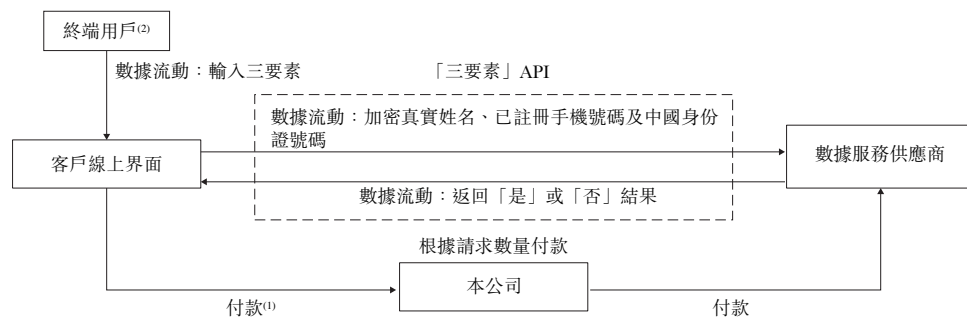 終端用戶(2)
數據流動：輸入三要素
「三要素」API
數據流動：加密真實姓名、已註冊手機號碼及中國身份
證號碼
客戶線上界面
數據服務供應商
數據流動：返回「是」或「否」結果
根據請求數量付款
本公司
付款(1)
付款